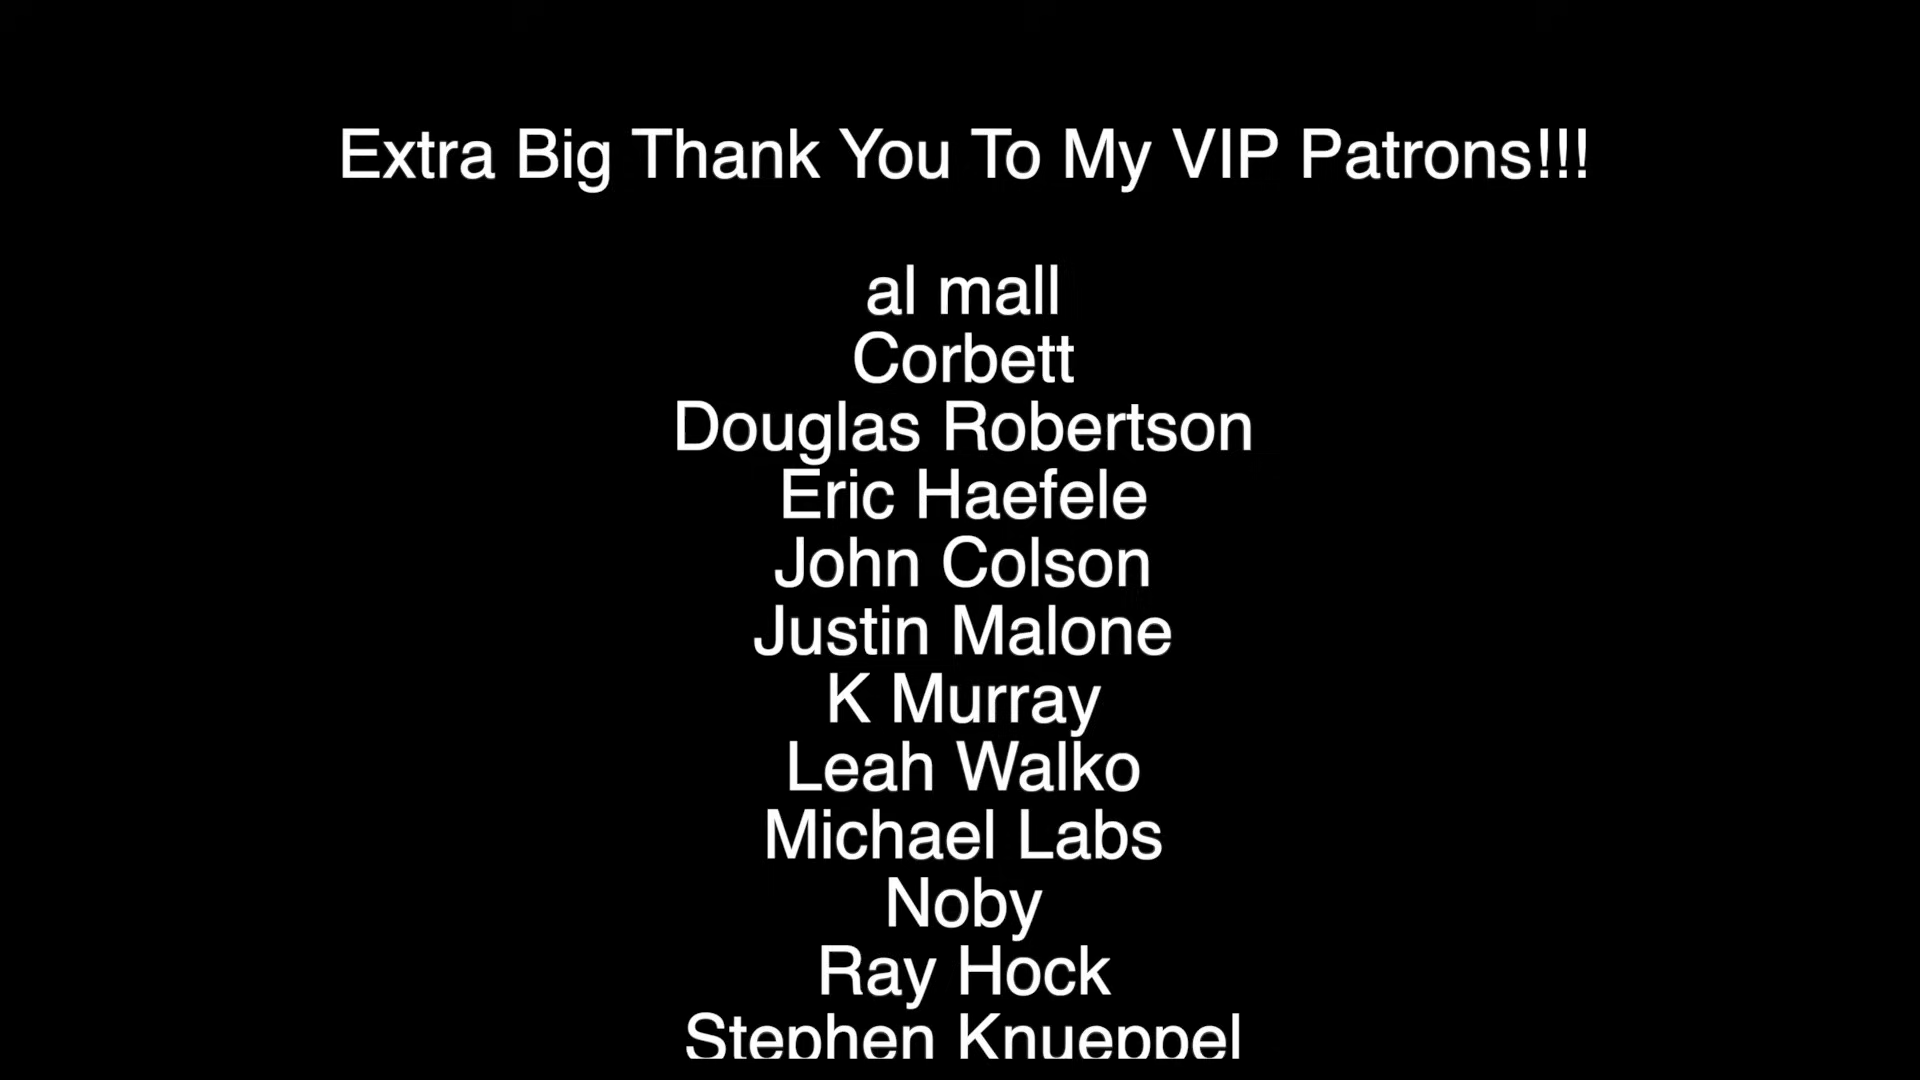 Extra Big Thank You To My VIP Patrons!!!
al mall
Corbett
Douglas Robertson
Eric Haefele
John Colson
Justin Malone
K Murray
Leah Walko
Michael Labs
Noby
Ray Hock
Stephen Knueppel